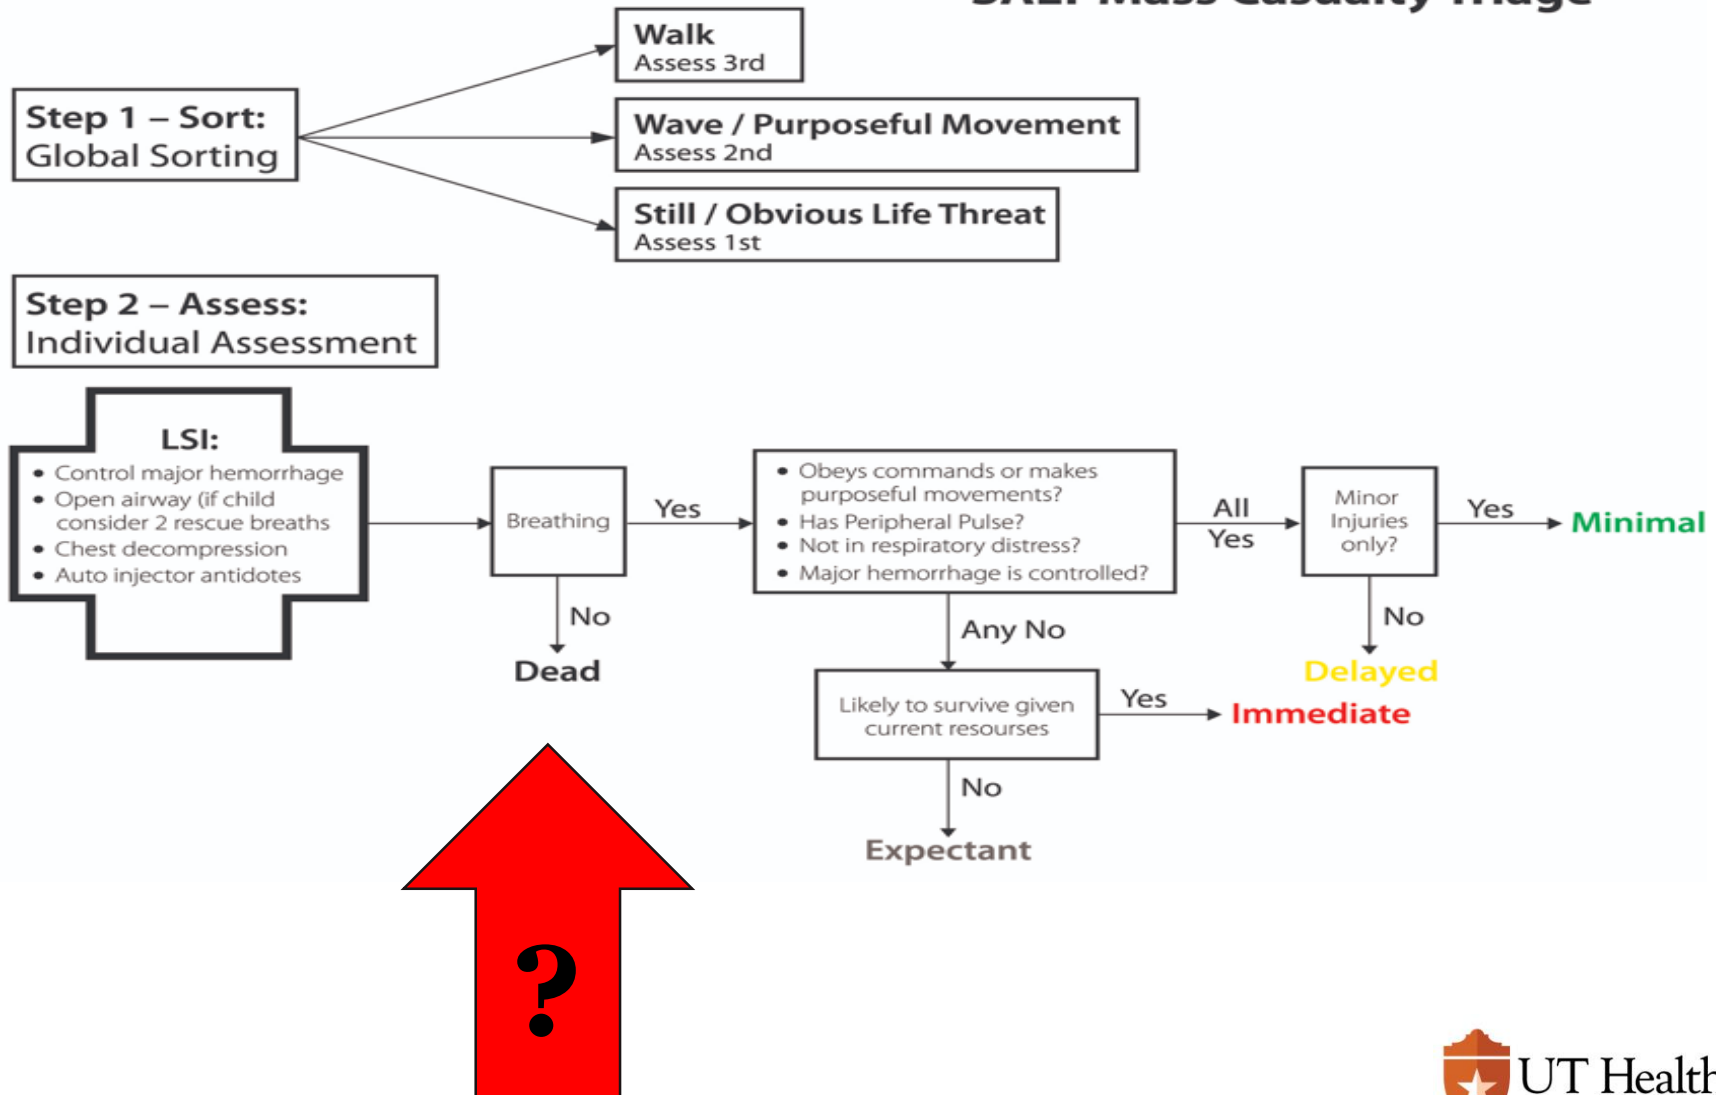 SALT Mass Casualty Triage
Step 1 – Sort:
Global Sorting
Walk
Assess 3rd
Wave / Purposeful Movement
Assess 2nd
Still / Obvious Life Threat
Assess 1st
Step 2 – Assess:
Individual Assessment
LSI:
• Control major hemorrhage
• Open airway (if child
consider 2 rescue breaths
• Chest decompression
• Auto injector antidotes
Breathing
Yes
No
Dead
• Obeys commands or makes
purposeful movements?
• Has Peripheral Pulse?
• Not in respiratory distress?
• Major hemorrhage is controlled?
All
Yes
Minor
Injuries
only?
Yes
Minimal
No
Delayed
Any No
Likely to survive given
current resourses
Yes
Immediate
No
Expectant
?
UT Health